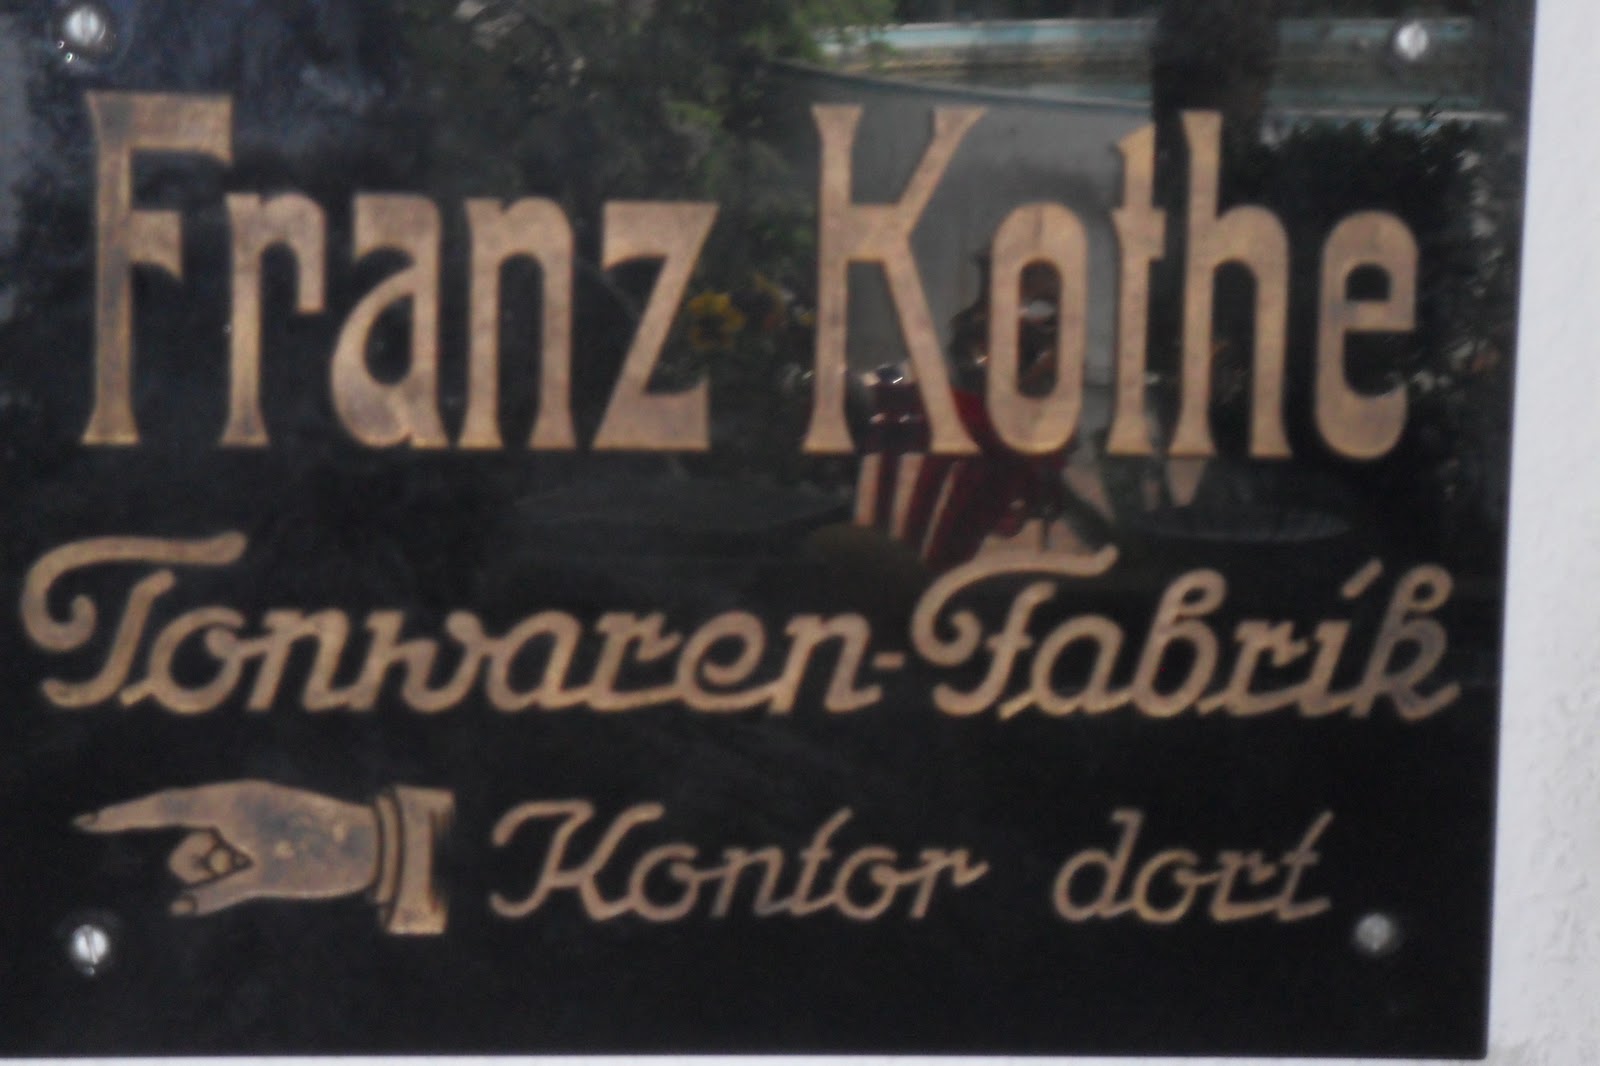 Franz Kothe
Tonwaren-Fabrik
Kontor dort